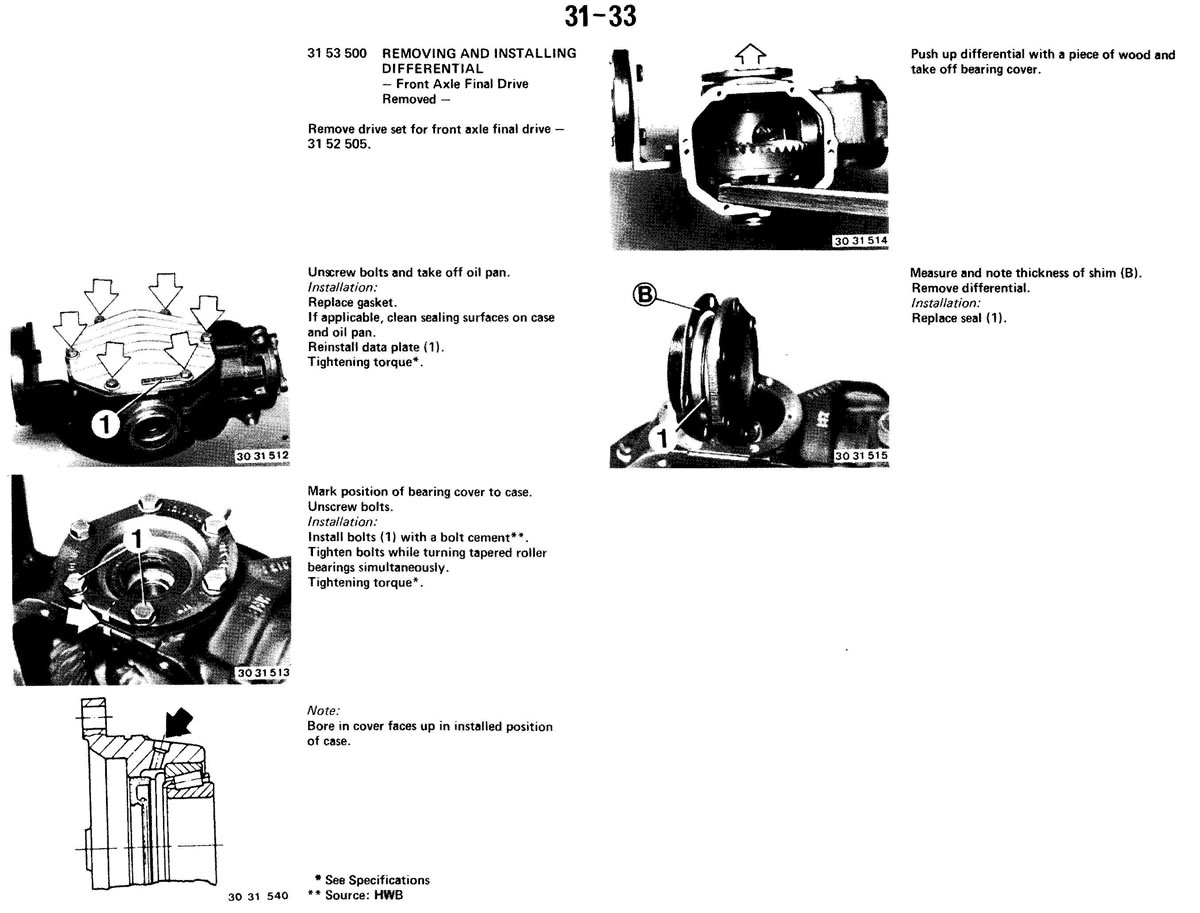 31-33
31 53 500 REMOVING AND INSTALLING
DIFFERENTIAL
– Front Axle Final Drive
Removed –
Remove drive set for front axle final drive –
31 52 505.
1
30 31 512
Unscrew bolts and take off oil pan.
Installation:
Replace gasket.
If applicable, clean sealing surfaces on case
and oil pan.
Reinstall data plate (1).
Tightening torque*.
1
30 31 513
Mark position of bearing cover to case.
Unscrew bolts.
Installation:
Install bolts (1) with a bolt cement**.
Tighten bolts while turning tapered roller
bearings simultaneously.
Tightening torque*.
30 31 540
Note:
Bore in cover faces up in installed position
of case.
* See Specifications
** Source: HWB
30 31 514
Push up differential with a piece of wood and
take off bearing cover.
B
1
30 31 515
Measure and note thickness of shim (B).
Remove differential.
Installation:
Replace seal (1).